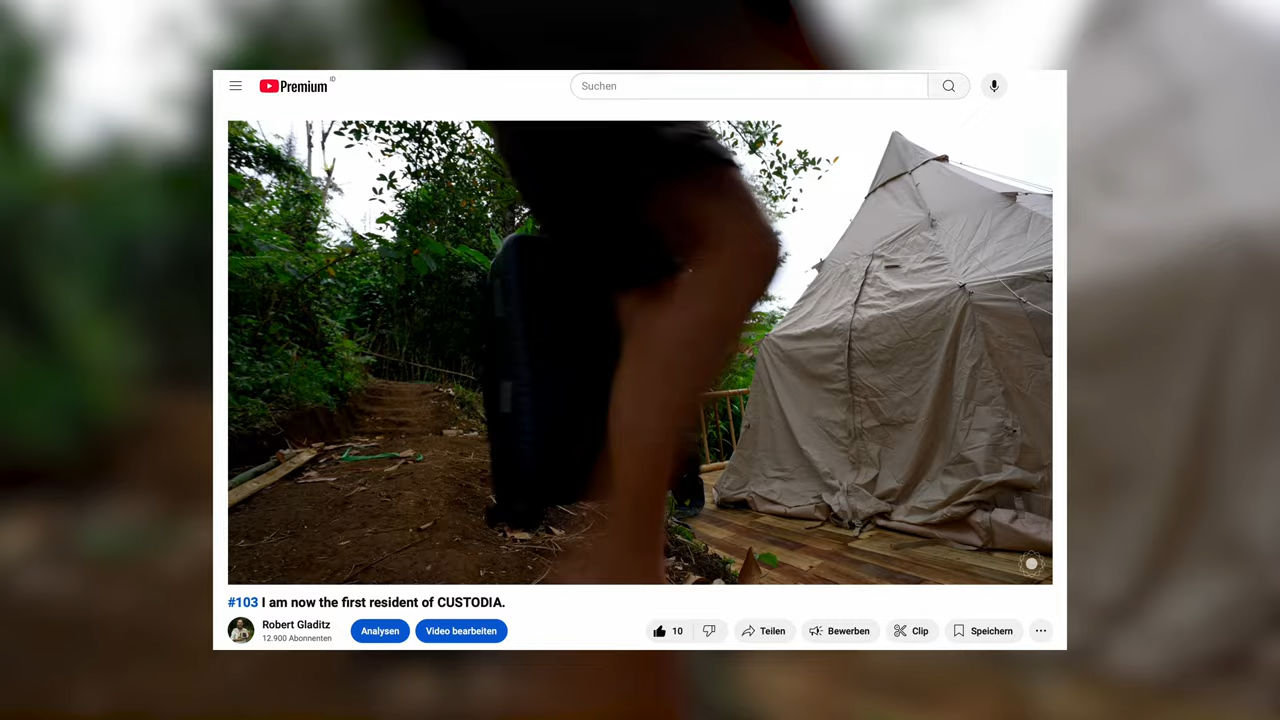 Premium ID
Suchen
#103 I am now the first resident of CUSTODIA.
Robert Gladitz
12.900 Abonnenten
Analysen
Video bearbeiten
10
Teilen
Bewerben
Clip
Speichern